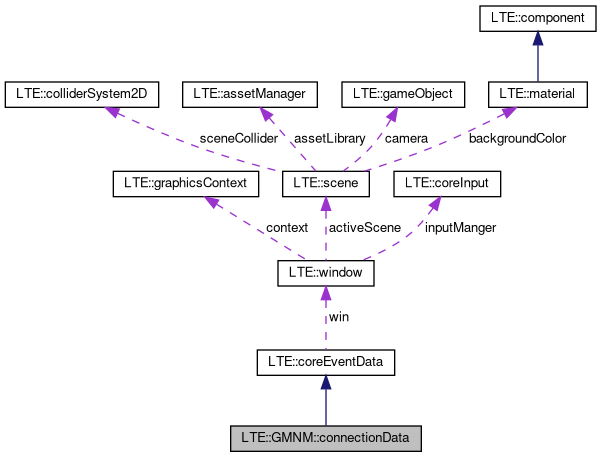 LTE::component
LTE::colliderSystem2D
LTE::assetManager
LTE::gameObject
LTE::material
sceneCollider
assetLibrary
camera
backgroundColor
LTE::graphicsContext
LTE::scene
LTE::coreInput
context
activeScene
inputManger
LTE::window
win
LTE::coreEventData
LTE::GMNM::connectionData